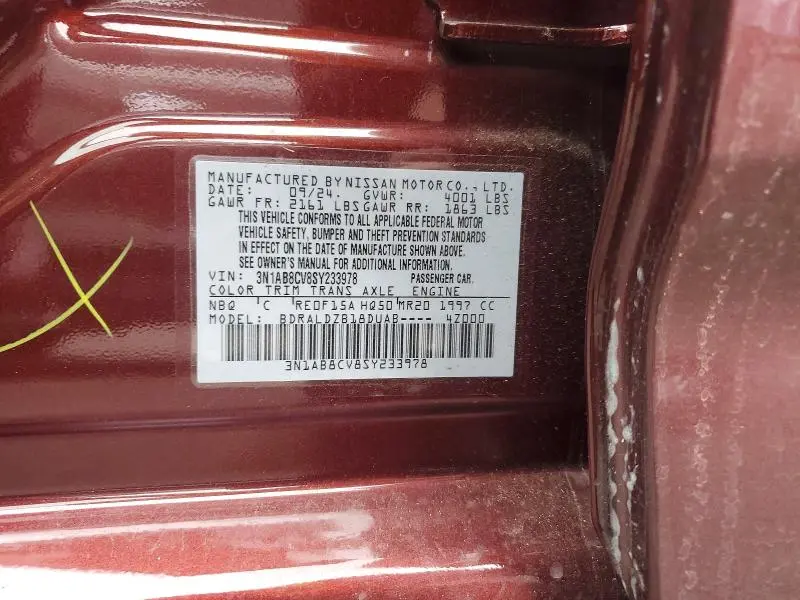 MANUFACTURED BY NISSAN MOTOR CO., LTD.
DATE: 09/24. GVWR: 4001 LBS
GAWR FR: 2161 LBS GAWR RR: 1863 LBS
THIS VEHICLE CONFORMS TO ALL APPLICABLE FEDERAL MOTOR
VEHICLE SAFETY, BUMPER AND THEFT PREVENTION STANDARDS
IN EFFECT ON THE DATE OF MANUFACTURE SHOWN ABOVE.
SEE OWNER'S MANUAL FOR ADDITIONAL INFORMATION.
VIN: 3N1AB8CV8SY233978 PASSENGER CAR.
COLOR TRIM TRANS AXLE ENGINE
NBQ C RE0F15A HQ50 MR20 1997 CC
MODEL: BDRALDZB18DUAB---- 4Z000
3N1AB8CV8SY233978